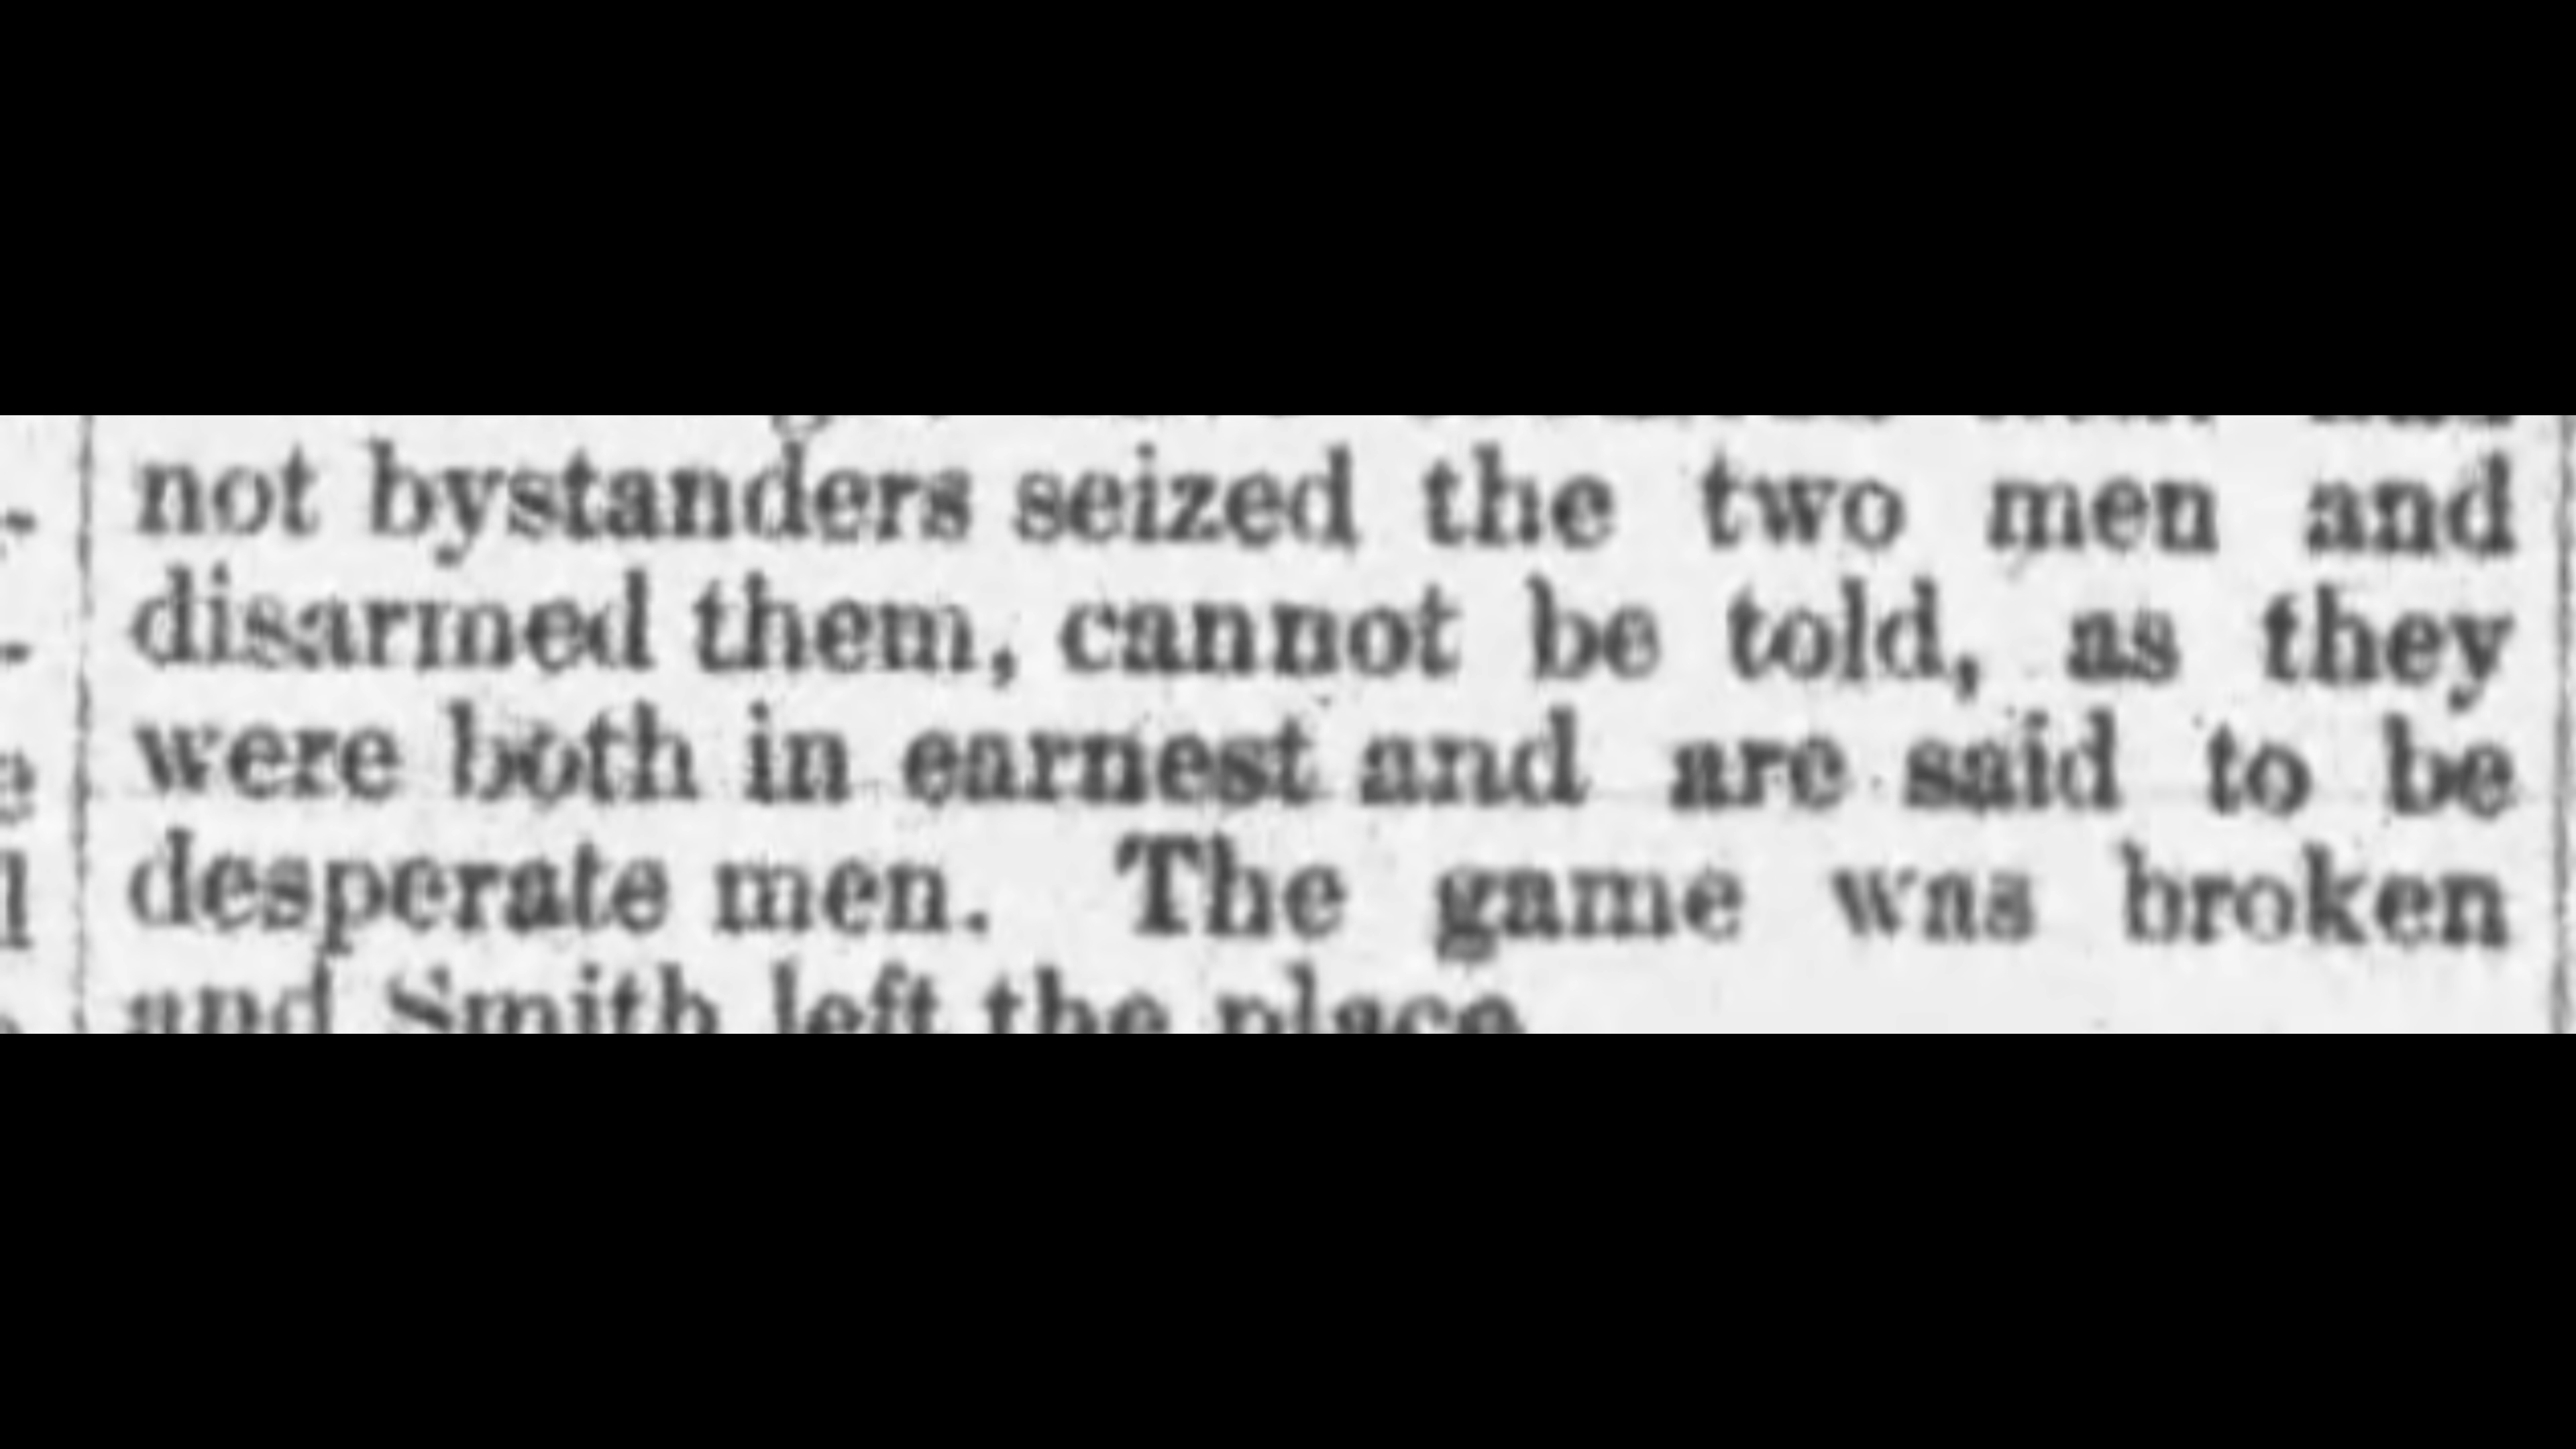 not bystanders seized the two men and
disarmed them, cannot be told, as they
were both in earnest and are said to be
desperate men. The game was broken
and Smith left the place